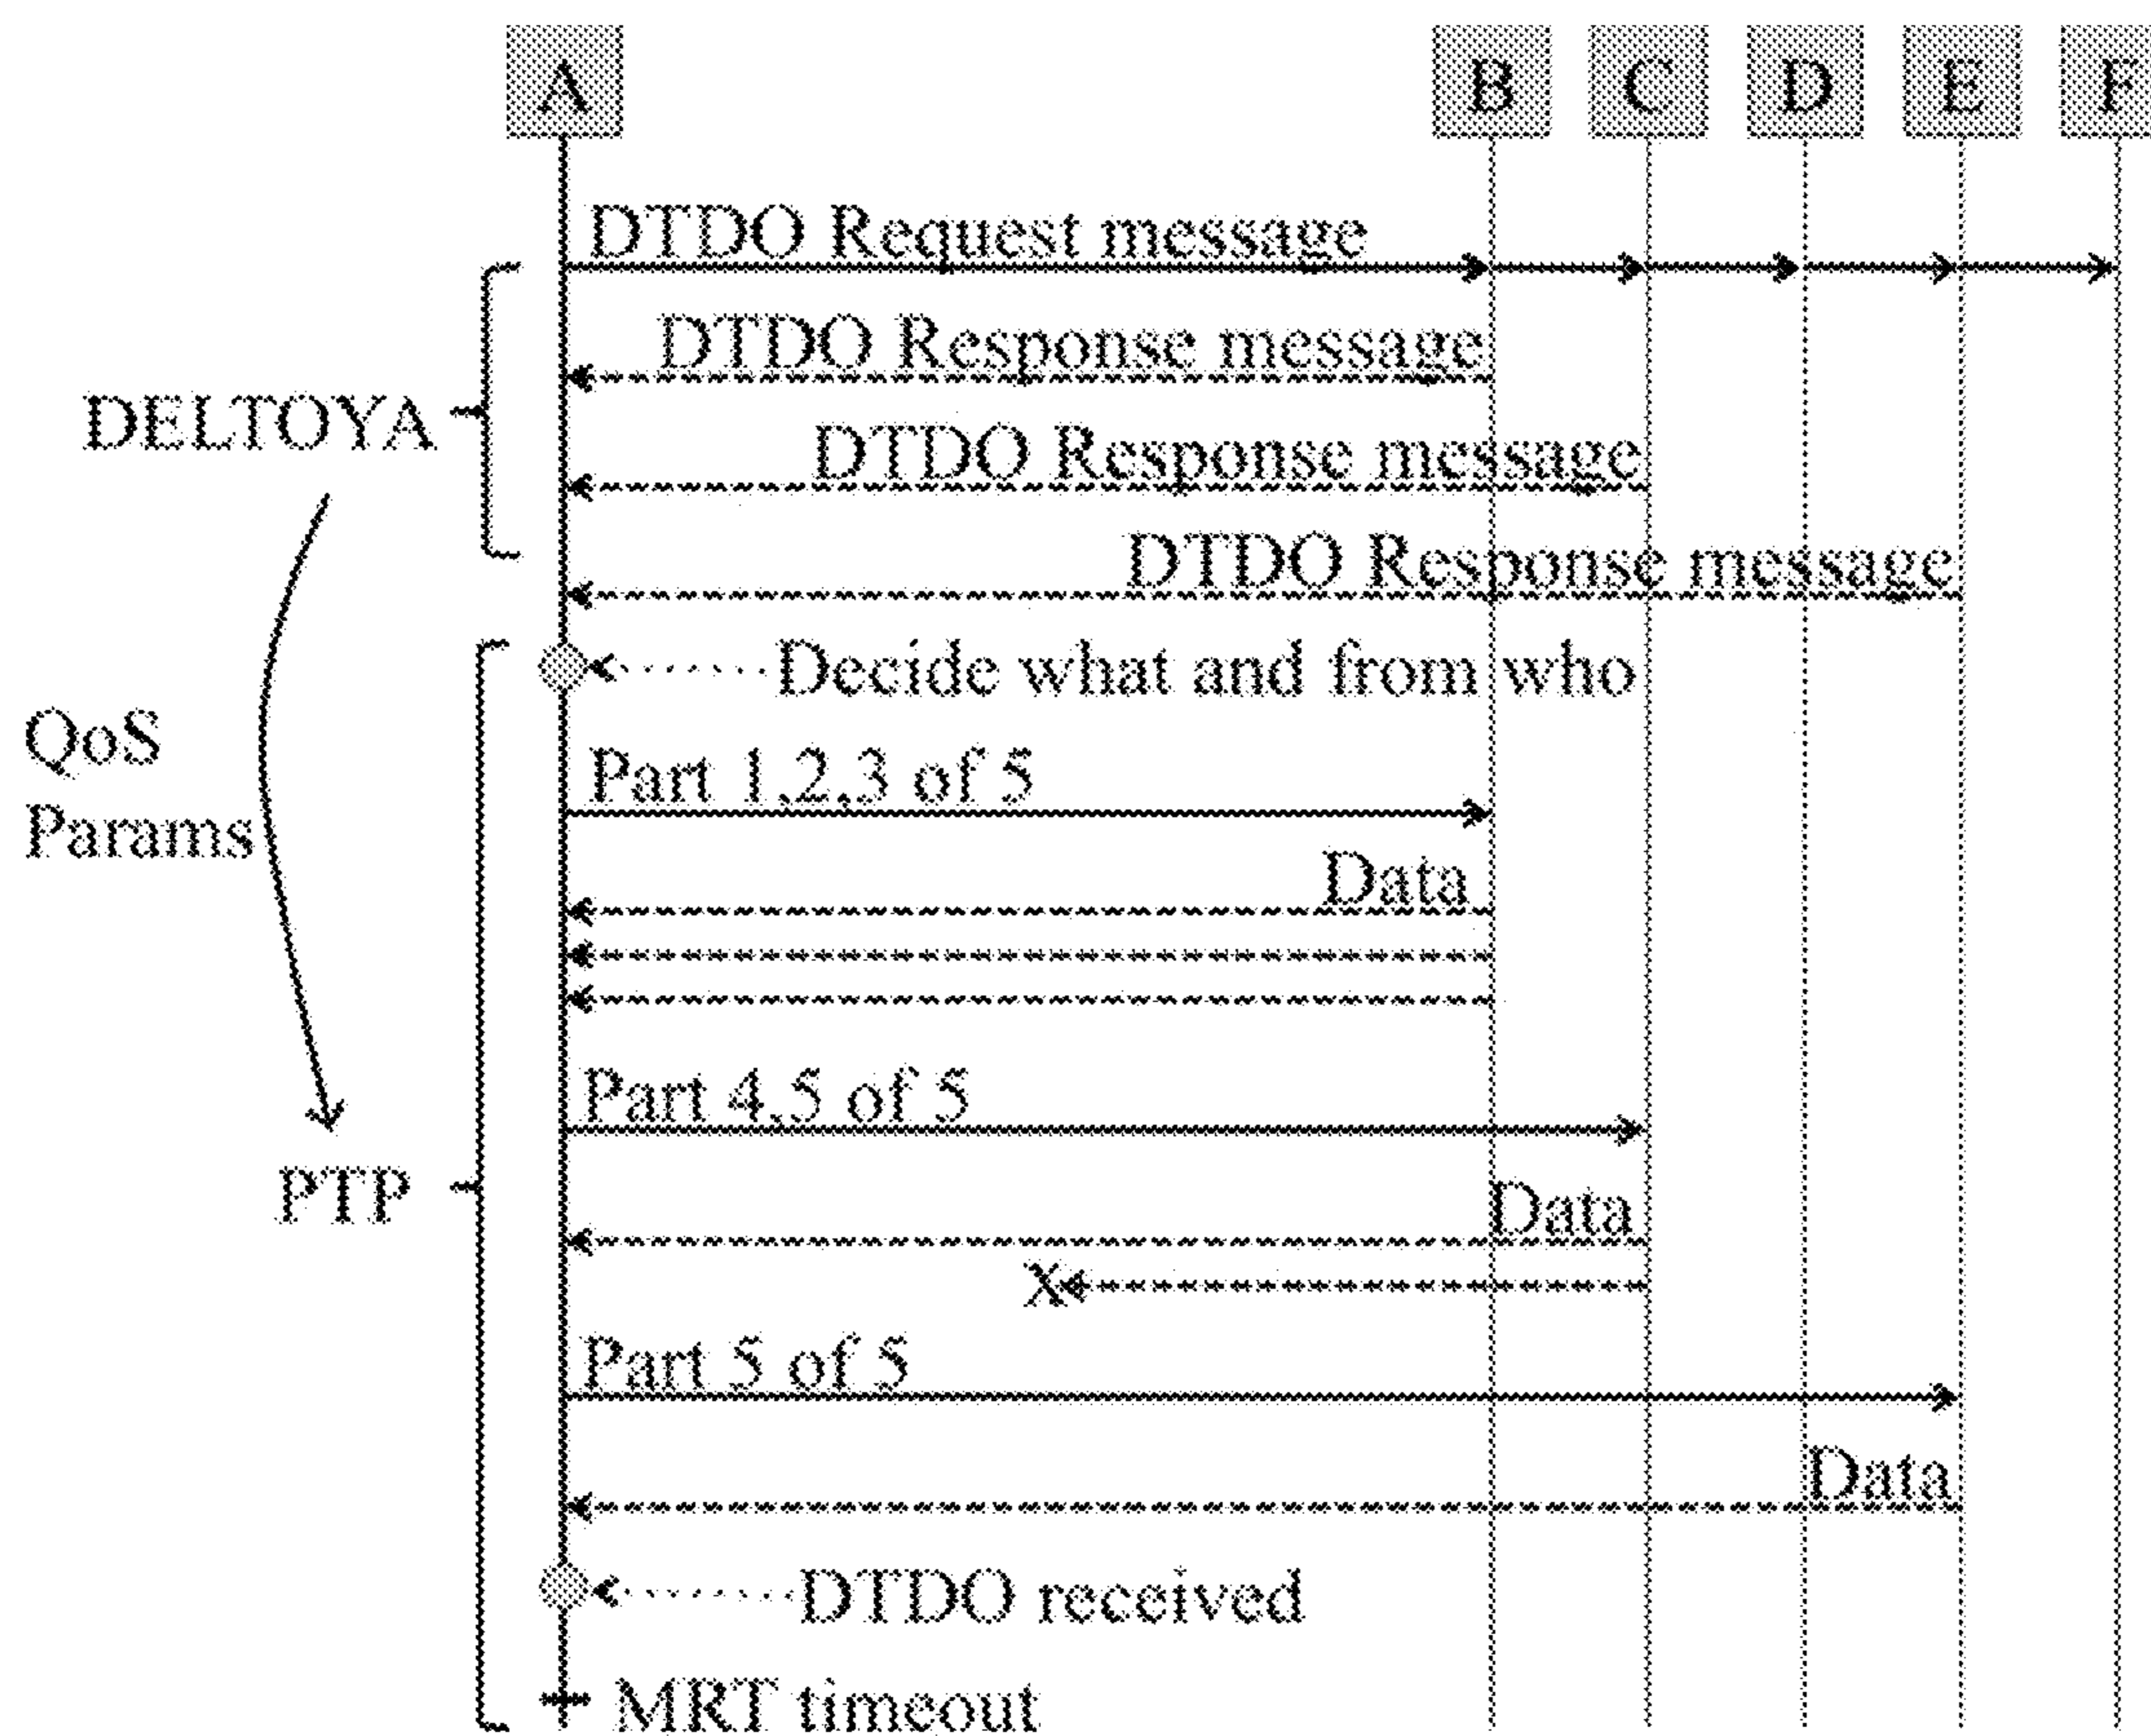 A B C D E F
DTDO Request message
DTDO Response message
DELTOYA
DTDO Response message
DTDO Response message
Decide what and from who
QoS
Params
Part 1,2,3 of 5
Data
Part 4,5 of 5
PTP
Data
X
Part 5 of 5
Data
DTDO received
MRT timeout